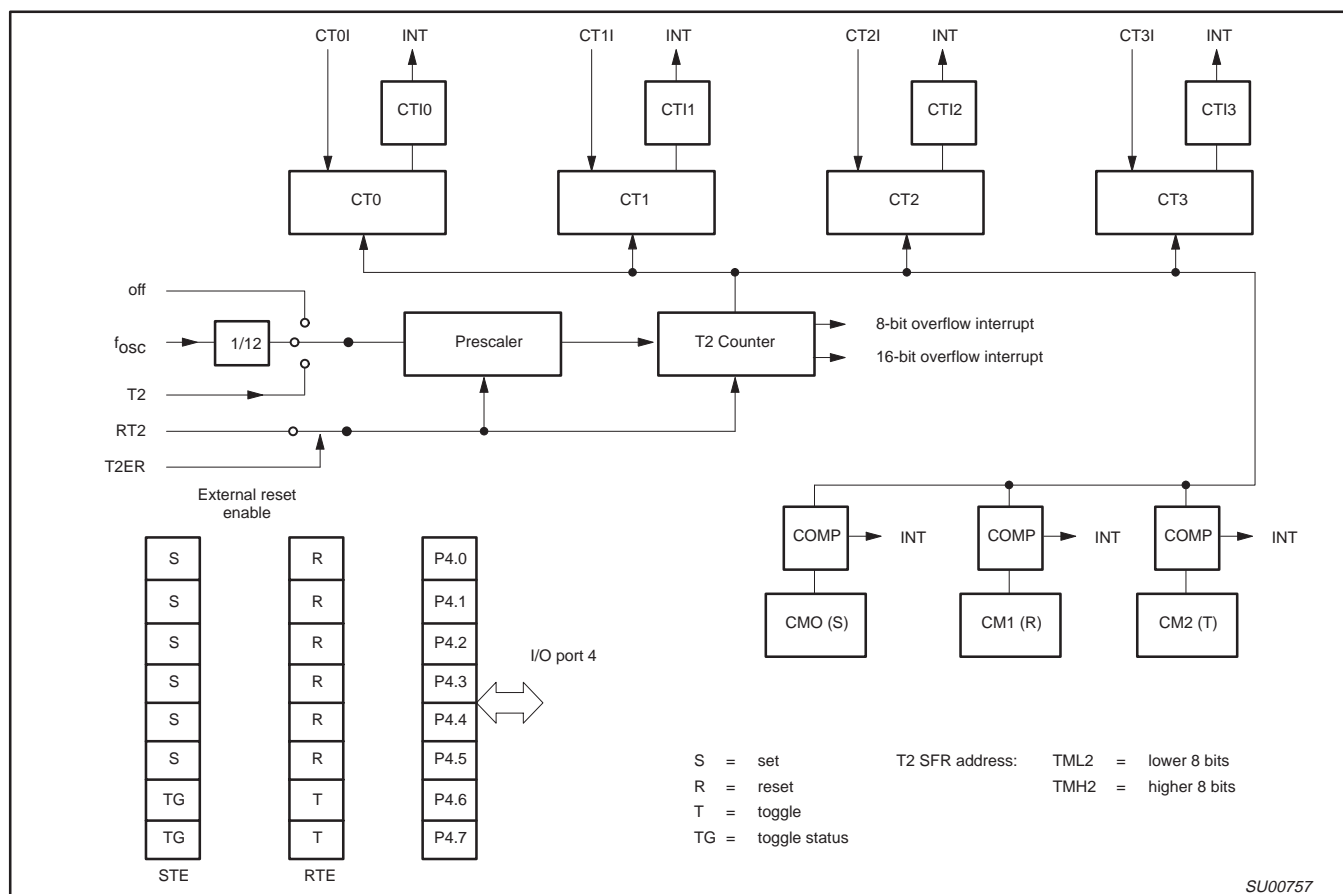 CT0I INT CT1I INT CT2I INT CT3I INT
CTI0 CTI1 CTI2 CTI3
CT0 CT1 CT2 CT3
off
fosc 1/12 Prescaler T2 Counter
8-bit overflow interrupt
16-bit overflow interrupt
T2
RT2
T2ER
External reset
enable
COMP INT COMP INT COMP INT
CMO (S) CM1 (R) CM2 (T)
S R P4.0
S R P4.1
S R P4.2
S R P4.3
S R P4.4
S R P4.5
TG T P4.6
TG T P4.7
STE RTE
I/O port 4
S = set
R = reset
T = toggle
TG = toggle status
T2 SFR address: TML2 = lower 8 bits
TMH2 = higher 8 bits
SU00757